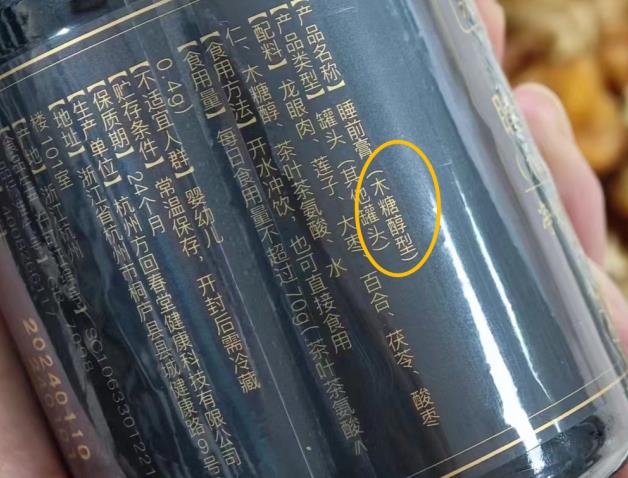 【产品名称】 睡前膏(木糖醇型)
【产品类型】 罐头(其他罐头)
【配料】 龙眼肉、莲子、大枣、百合、茯苓、酸枣
仁、木糖醇、茶叶茶氨酸、水
【食用方法】 开水冲饮、也可直接食用
【食用量】 每日食用量不超过70g(茶叶茶氨酸≤
0.4g)
【不适宜人群】 婴幼儿
【贮存条件】 常温保存,开封后需冷藏
【保质期】 24个月
【生产单位】 杭州方回春堂健康科技有限公司
【地址】 浙江省杭州市桐庐县县城健康路9号
楼10室
【产地】 浙江杭州
20240110